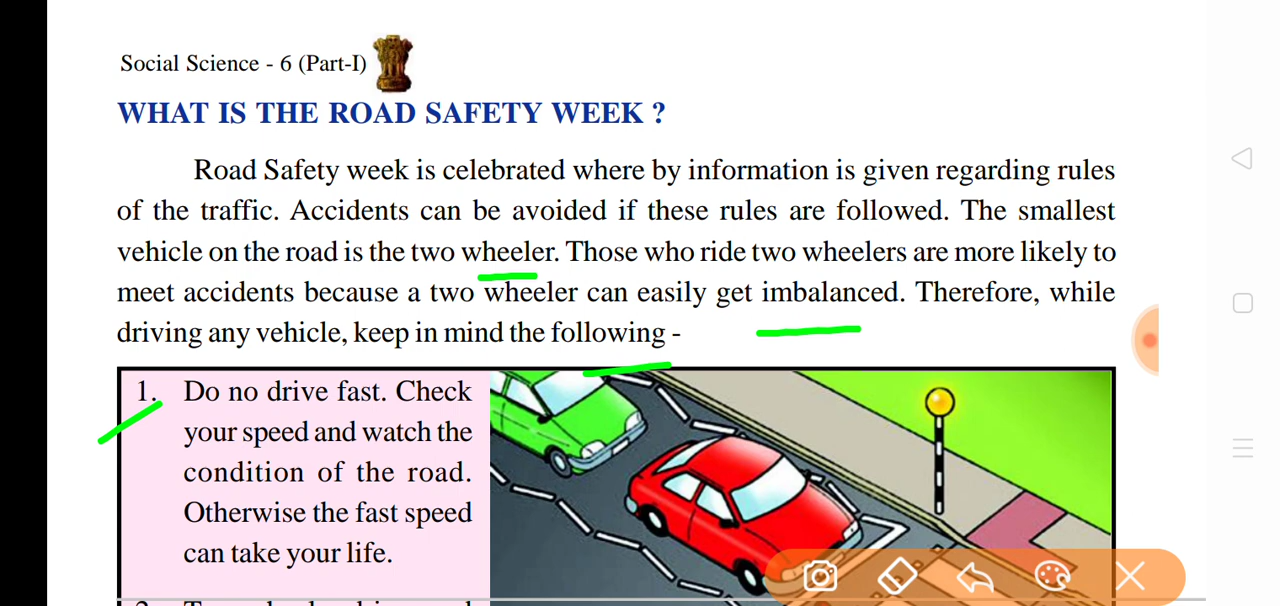 Social Science - 6 (Part-I)
WHAT IS THE ROAD SAFETY WEEK ?
Road Safety week is celebrated where by information is given regarding rules
of the traffic. Accidents can be avoided if these rules are followed. The smallest
vehicle on the road is the two wheeler. Those who ride two wheelers are more likely to
meet accidents because a two wheeler can easily get imbalanced. Therefore, while
driving any vehicle, keep in mind the following -
1. Do no drive fast. Check
your speed and watch the
condition of the road.
Otherwise the fast speed
can take your life.